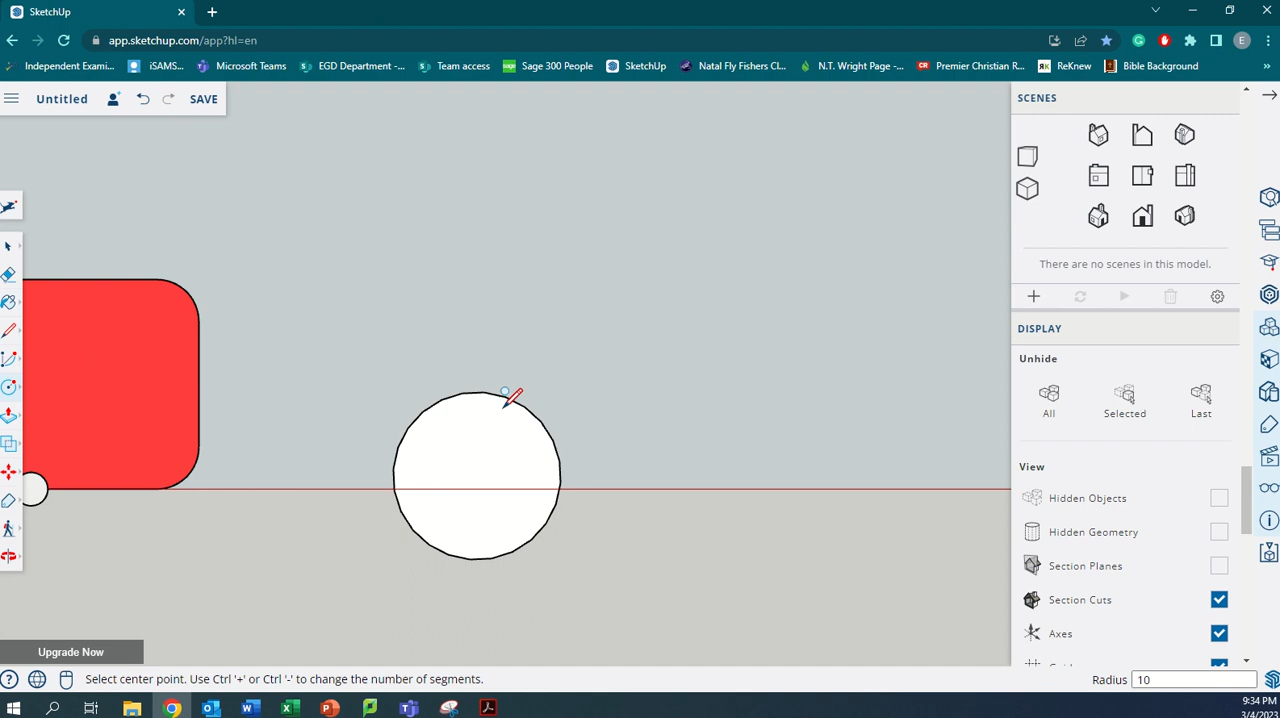 SketchUp
app.sketchup.com/app?hl=en
E
Independent Exami...
iSAMS...
Microsoft Teams
EGD Department -...
Team access
sage Sage 300 People
SketchUp
Natal Fly Fishers Cl...
N.T. Wright Page -...
CR Premier Christian R...
RK ReKnew
Bible Background
»
Untitled
SAVE
SCENES
There are no scenes in this model.
DISPLAY
Unhide
All
Selected
Last
View
Hidden Objects
Hidden Geometry
Section Planes
Section Cuts
Axes
Upgrade Now
Select center point. Use Ctrl '+' or Ctrl '-' to change the number of segments.
Radius 10
9:34 PM
3/4/2023